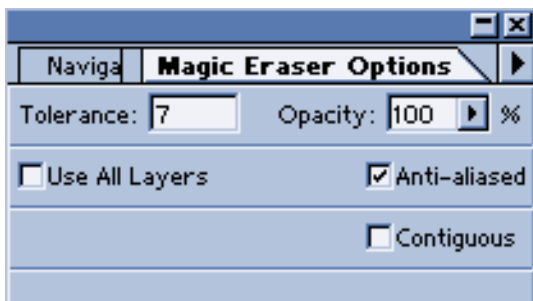 Naviga Magic Eraser Options
Tolerance: 7 Opacity: 100 %
Use All Layers Anti-aliased
Contiguous